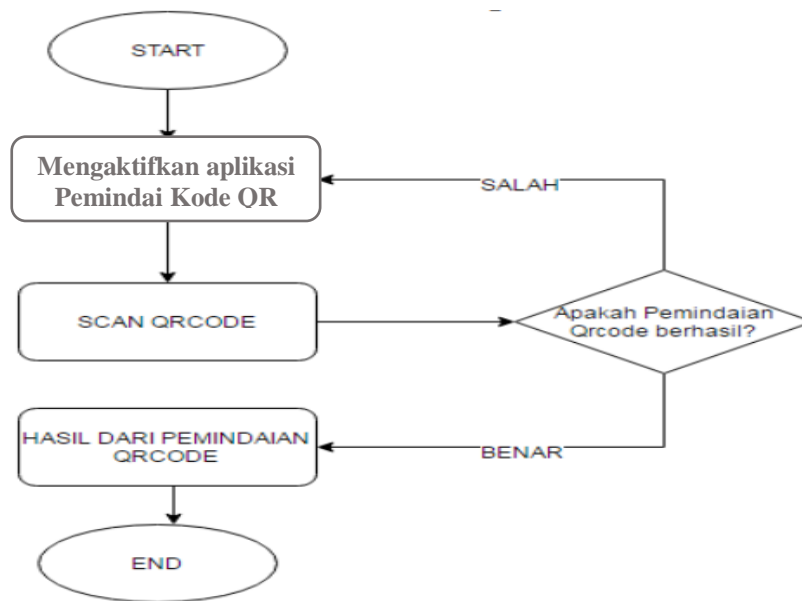 START
Mengaktifkan aplikasi
Pemindai Kode QR
SALAH
SCAN QRCODE
Apakah Pemindaian
Qrcode berhasil?
HASIL DARI PEMINDAIAN
QRCODE
BENAR
END